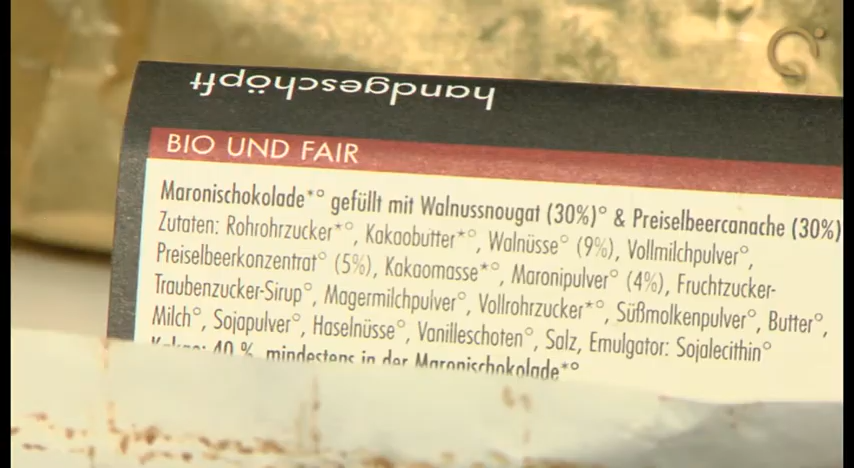 handgeschöpft
BIO UND FAIR
Maronischokolade*° gefüllt mit Walnussnougat (30%)° & Preiselbeercanache (30%)
Zutaten: Rohrohrzucker*°, Kakaobutter*°, Walnüsse° (9%), Vollmilchpulver°,
Preiselbeerkonzentrat° (5%), Kakaomasse*°, Maronipulver° (4%), Fruchtzucker-
Traubenzucker-Sirup°, Magermilchpulver°, Vollrohrzucker*°, Süßmolkenpulver°, Butter°,
Milch°, Sojapulver°, Haselnüsse°, Vanilleschoten°, Salz, Emulgator: Sojalecithin°
Kakao: 40 % mindestens in der Maronischokolade*°